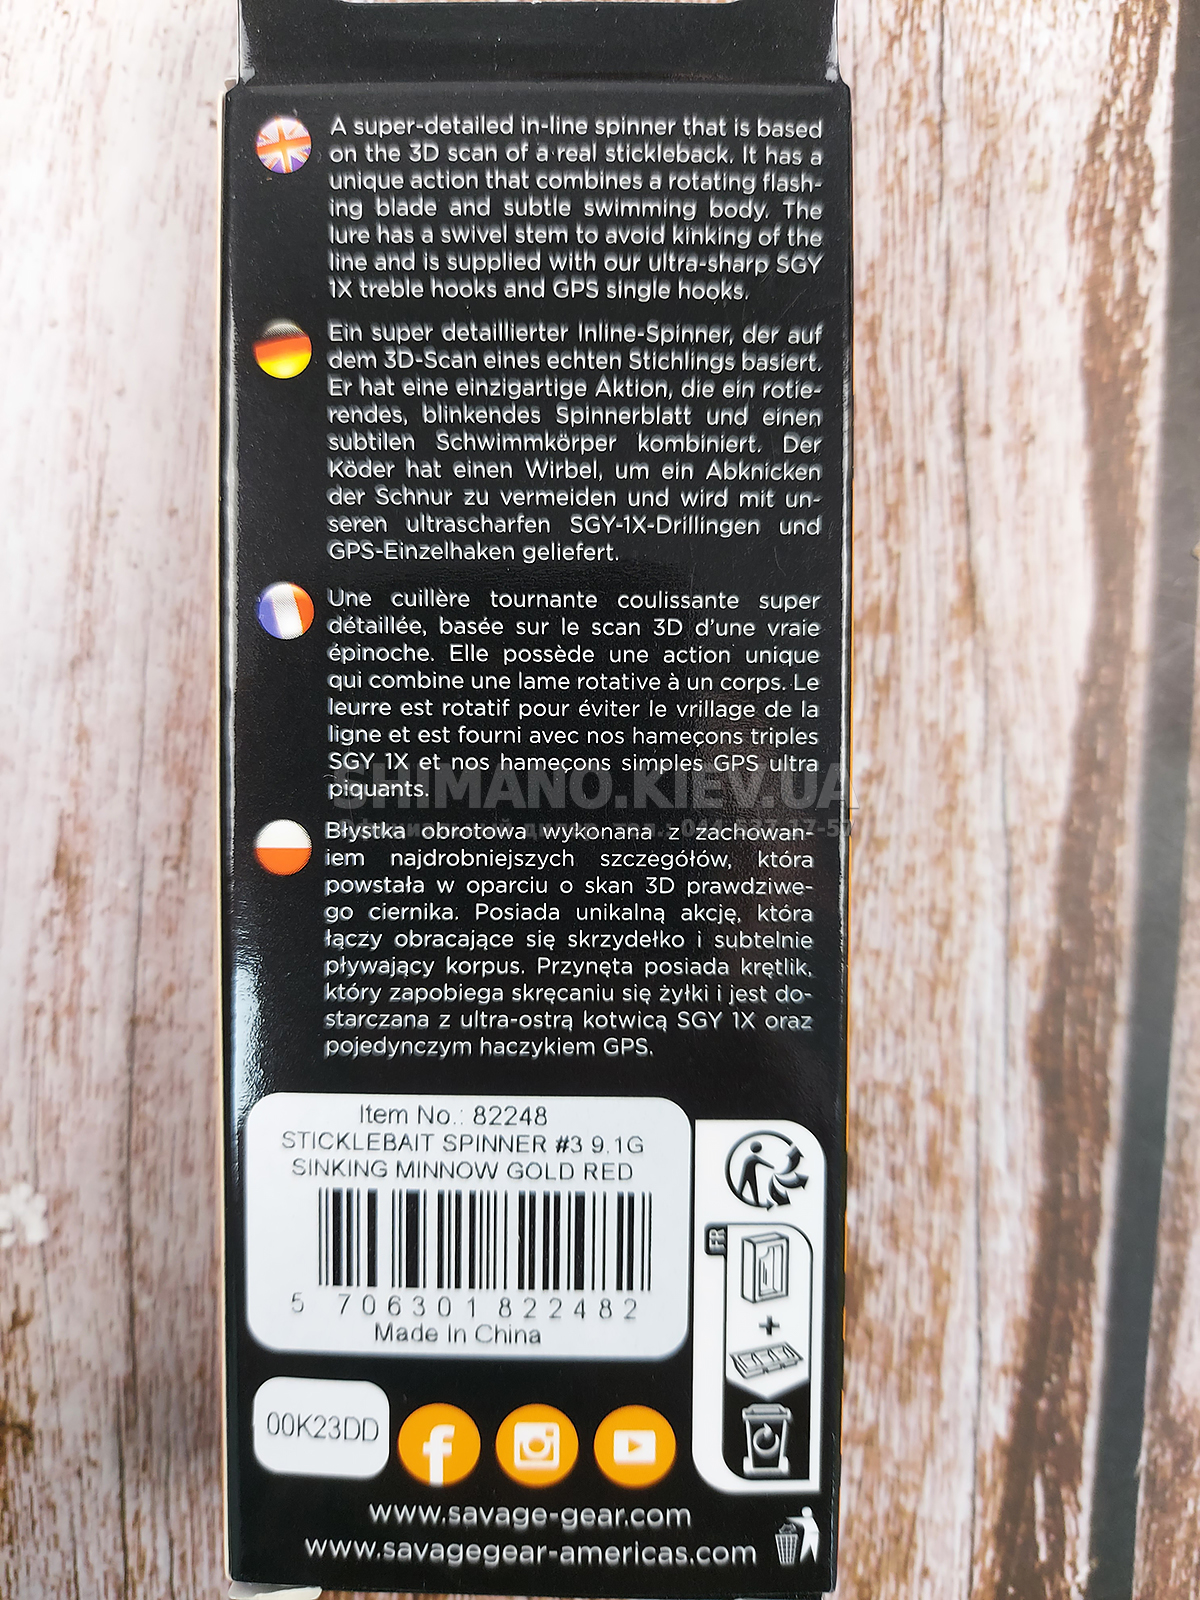 A super-detailed in-line spinner that is based
on the 3D scan of a real stickleback. It has a
unique action that combines a rotating flash-
ing blade and subtle swimming body. The
lure has a swivel stem to avoid kinking of the
line and is supplied with our ultra-sharp SGY
1X treble hooks and GPS single hooks.
Ein super detaillierter Inline-Spinner, der auf
dem 3D-Scan eines echten Stichlings basiert.
Er hat eine einzigartige Aktion, die ein rotie-
rendes, blinkendes Spinnerblatt und einen
subtilen Schwimmkörper kombiniert. Der
Köder hat einen Wirbel, um ein Abknicken
der Schnur zu vermeiden und wird mit un-
seren ultrascharfen SGY-1X-Drillingen und
GPS-Einzelhaken geliefert.
Une cuillère tournante coulissante super
détaillée, basée sur le scan 3D d'une vraie
épinoche. Elle possède une action unique
qui combine une lame rotative à un corps. Le
leurre est rotatif pour éviter le vrillage de la
ligne et est fourni avec nos hameçons triples
SGY 1X et nos hameçons simples GPS ultra
piquants.
SHIMANO.KIEV.UA
Błystka obrotowa wykonana z zachowan-
iem najdrobniejszych szczegółów, która
powstała w oparciu o skan 3D prawdziwe-
go ciernika. Posiada unikalną akcję, która
łączy obracające się skrzydełko i subtelnie
pływający korpus. Przynęta posiada krętlik,
który zapobiega skręcaniu się żyłki i jest do-
starczana z ultra-ostrą kotwicą SGY 1X oraz
pojedynczym haczykiem GPS.
Item No.: 82248
STICKLEBAIT SPINNER #3 9.1G
SINKING MINNOW GOLD RED
5 706301 822482
Made In China
FR
+
00K23DD
www.savage-gear.com
www.savagegear-americas.com